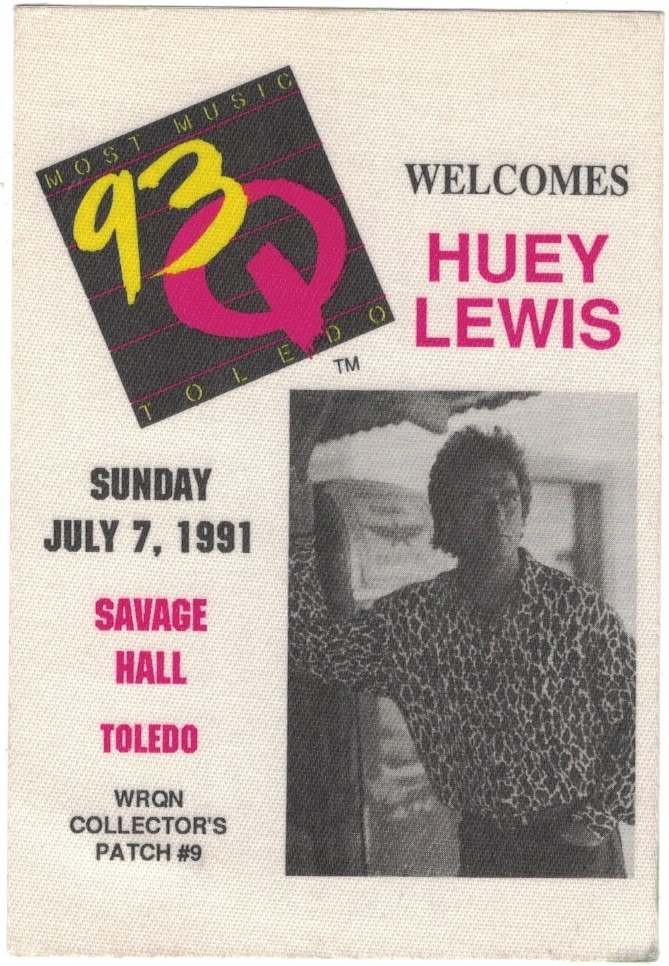 MOST MUSIC
93
Q
TOLEDO
TM
WELCOMES
HUEY
LEWIS
SUNDAY
JULY 7, 1991
SAVAGE
HALL
TOLEDO
WRQN
COLLECTOR'S
PATCH #9